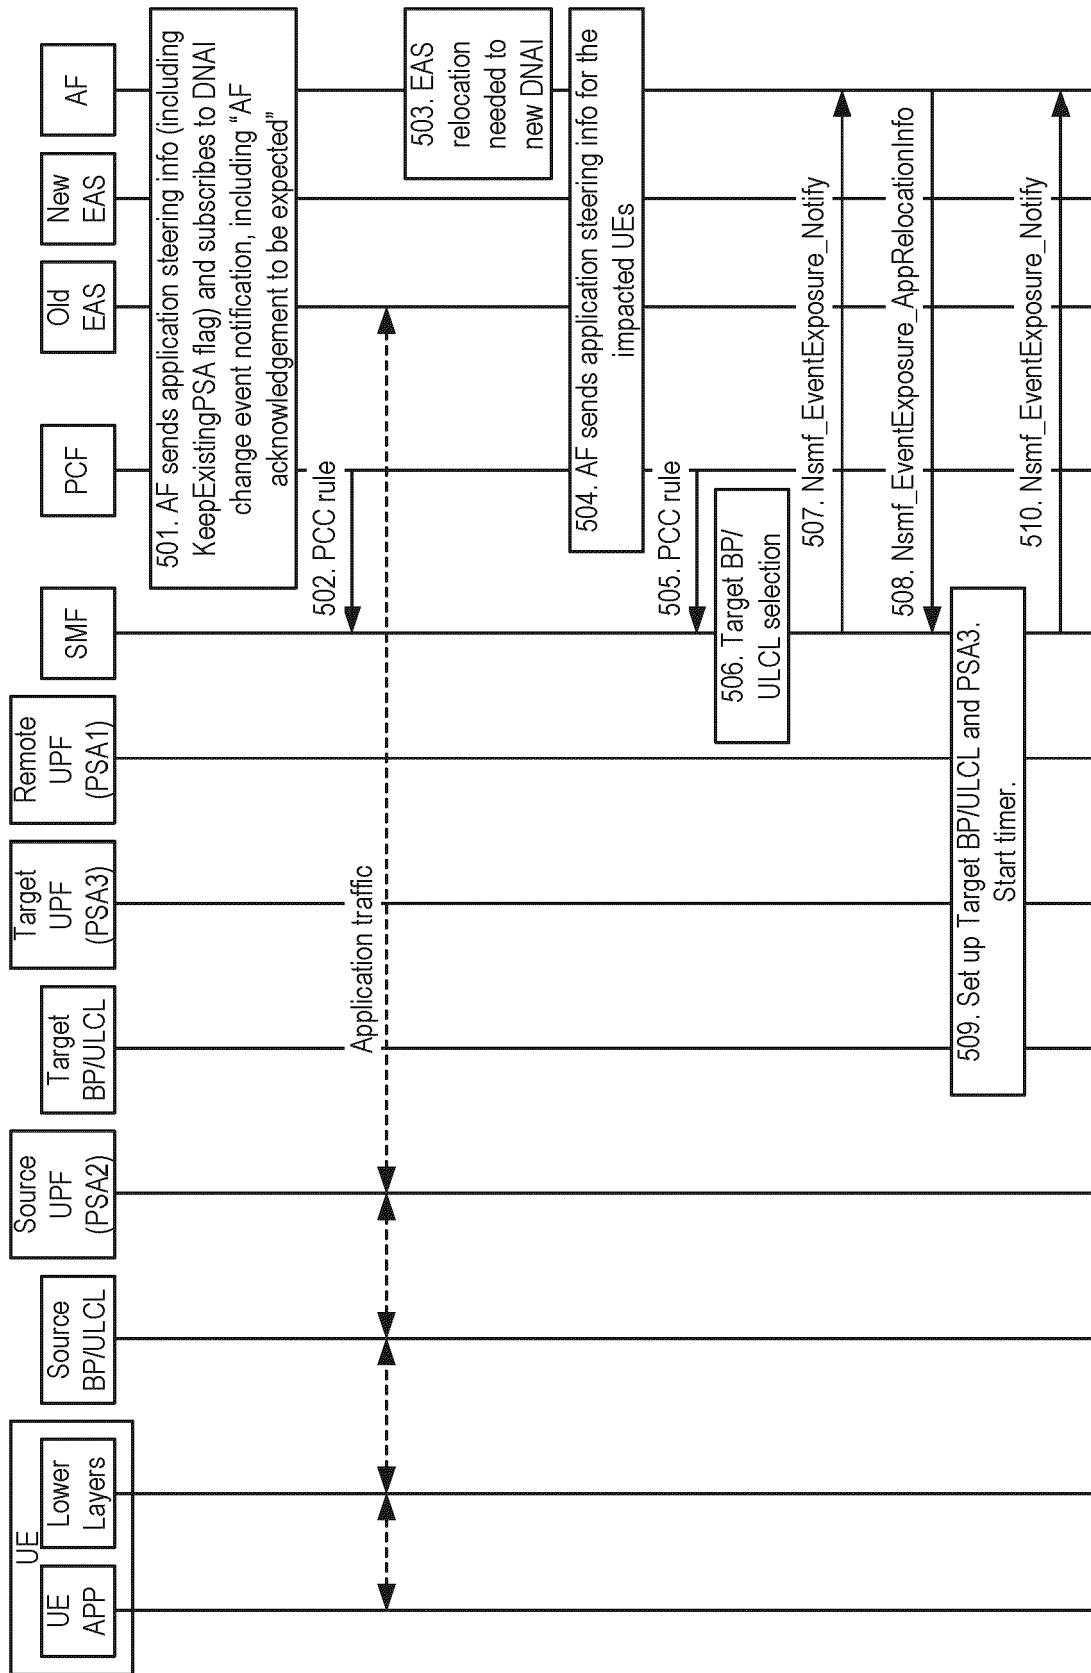 UE
UE
APP
Lower
Layers
Source
BP/ULCL
Source
UPF
(PSA2)
Target
BP/ULCL
Target
UPF
(PSA3)
Remote
UPF
(PSA1)
SMF
PCF
Old
EAS
New
EAS
AF
501. AF sends application steering info (including
KeepExistingPSA flag) and subscribes to DNAI
change event notification, including “AF
acknowledgement to be expected”
502. PCC rule
Application traffic
503. EAS
relocation
needed to
new DNAI
504. AF sends application steering info for the
impacted UEs
505. PCC rule
506. Target BP/
ULCL selection
507. Nsmf_EventExposure_Notify
508. Nsmf_EventExposure_AppRelocationInfo
509. Set up Target BP/ULCL and PSA3.
Start timer.
510. Nsmf_EventExposure_Notify